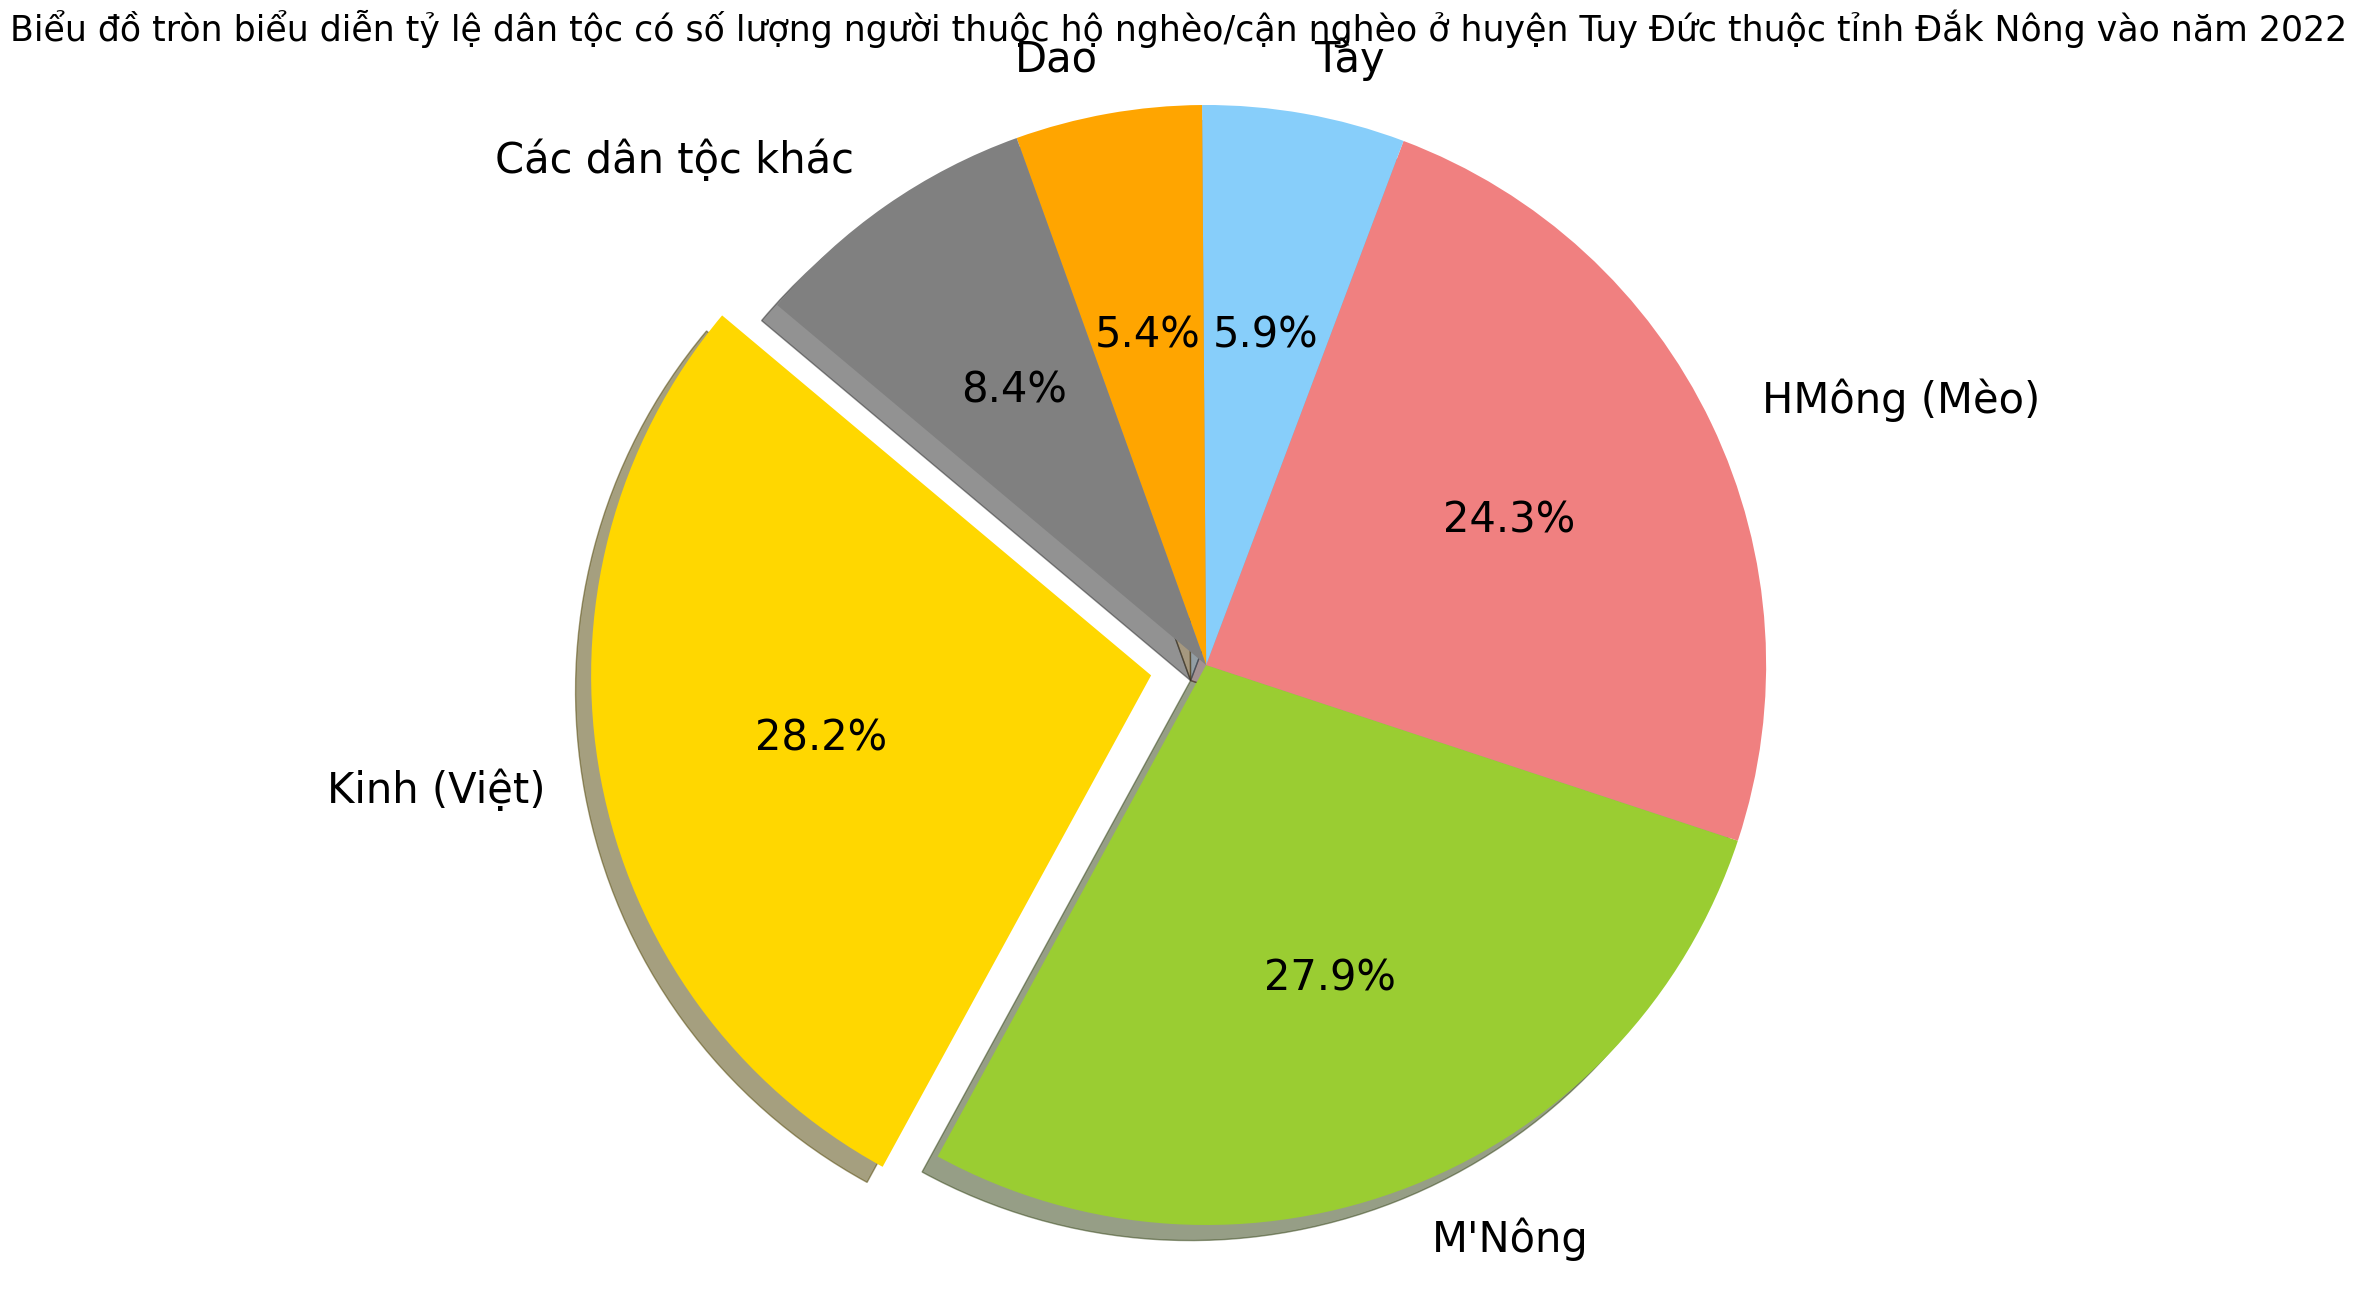 Biểu đồ tròn biểu diễn tỷ lệ dân tộc có số lượng người thuộc hộ nghèo/cận nghèo ở huyện Tuy Đức thuộc tỉnh Đắk Nông vào năm 2022
Dao
Tày
Các dân tộc khác
5.4%
5.9%
8.4%
HMông (Mèo)
24.3%
28.2%
Kinh (Việt)
27.9%
M'Nông